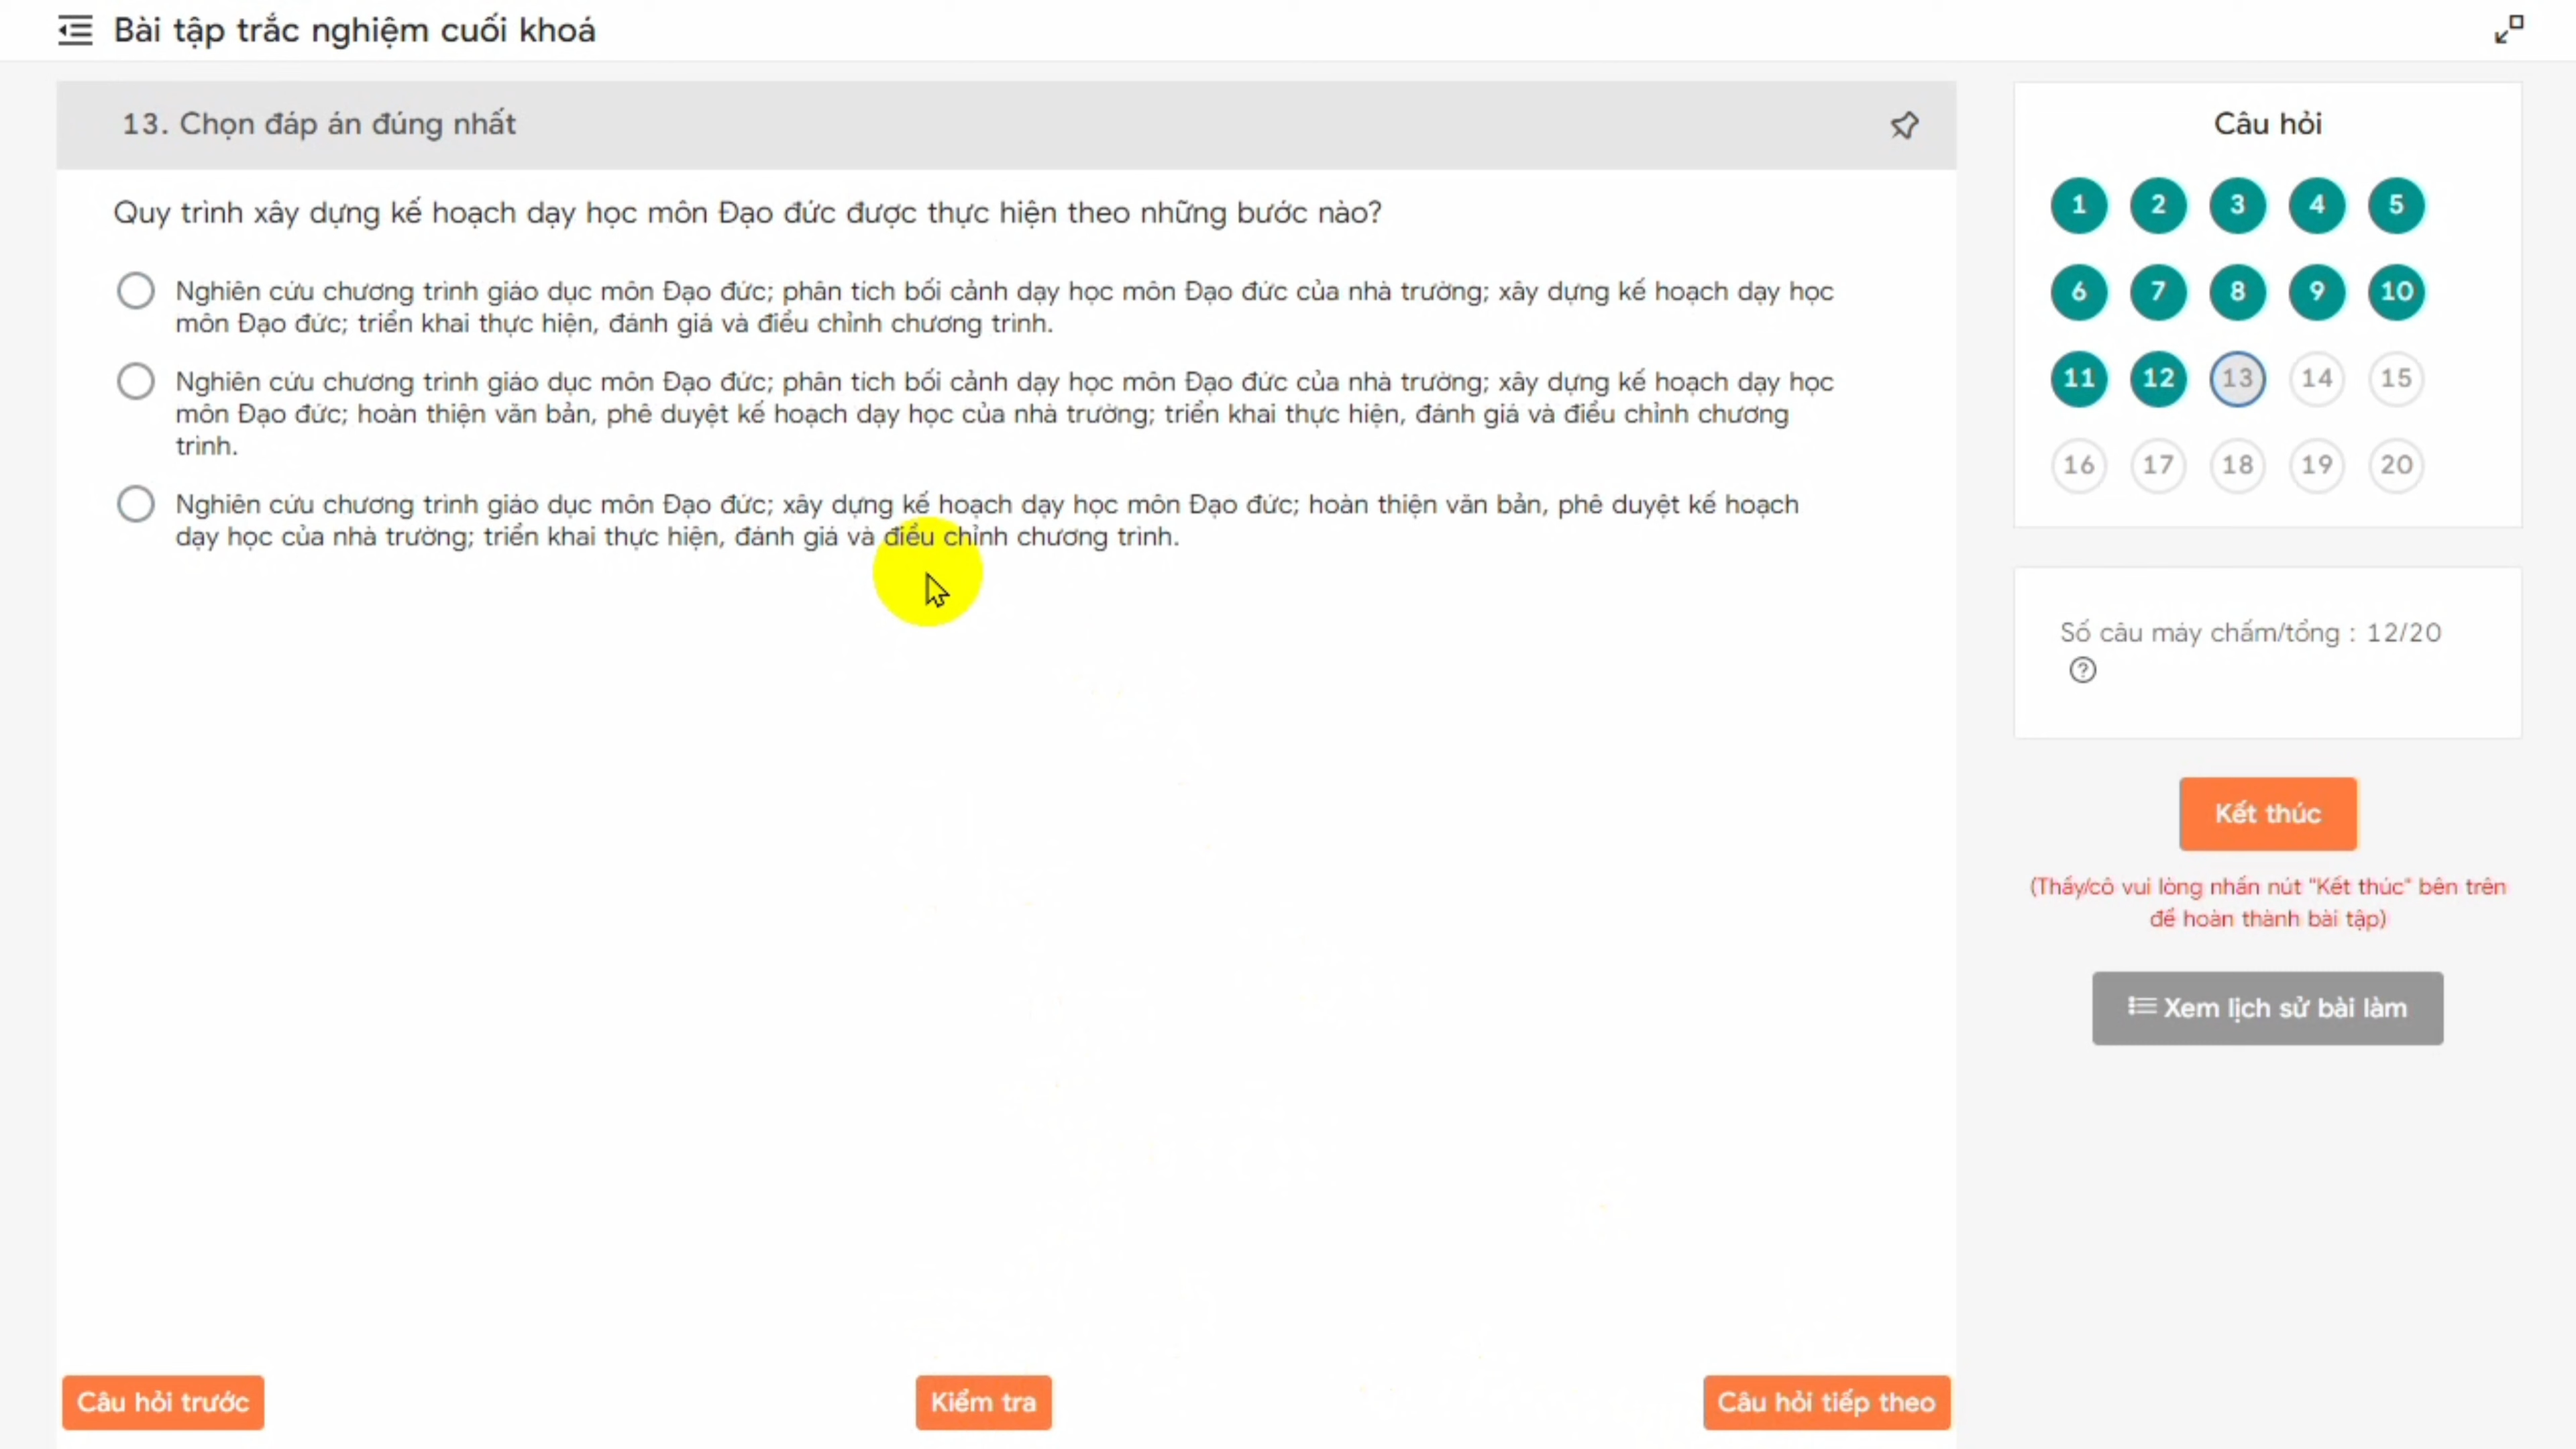 Bài tập trắc nghiệm cuối khoá
13. Chọn đáp án đúng nhất
Quy trình xây dựng kế hoạch dạy học môn Đạo đức được thực hiện theo những bước nào?
Nghiên cứu chương trình giáo dục môn Đạo đức; phân tích bối cảnh dạy học môn Đạo đức của nhà trường; xây dựng kế hoạch dạy học
môn Đạo đức; triển khai thực hiện, đánh giá và điều chỉnh chương trình.
Nghiên cứu chương trình giáo dục môn Đạo đức; phân tích bối cảnh dạy học môn Đạo đức của nhà trường; xây dựng kế hoạch dạy học
môn Đạo đức; hoàn thiện văn bản, phê duyệt kế hoạch dạy học của nhà trường; triển khai thực hiện, đánh giá và điều chỉnh chương
trình.
Nghiên cứu chương trình giáo dục môn Đạo đức; xây dựng kế hoạch dạy học môn Đạo đức; hoàn thiện văn bản, phê duyệt kế hoạch
dạy học của nhà trường; triển khai thực hiện, đánh giá và điều chỉnh chương trình.
Câu hỏi trước
Kiểm tra
Câu hỏi tiếp theo
Câu hỏi
1 2 3 4 5
6 7 8 9 10
11 12 13 14 15
16 17 18 19 20
Số câu máy chấm/tổng : 12/20
?
Kết thúc
(Thầy/cô vui lòng nhấn nút "Kết thúc" bên trên
để hoàn thành bài tập)
Xem lịch sử bài làm